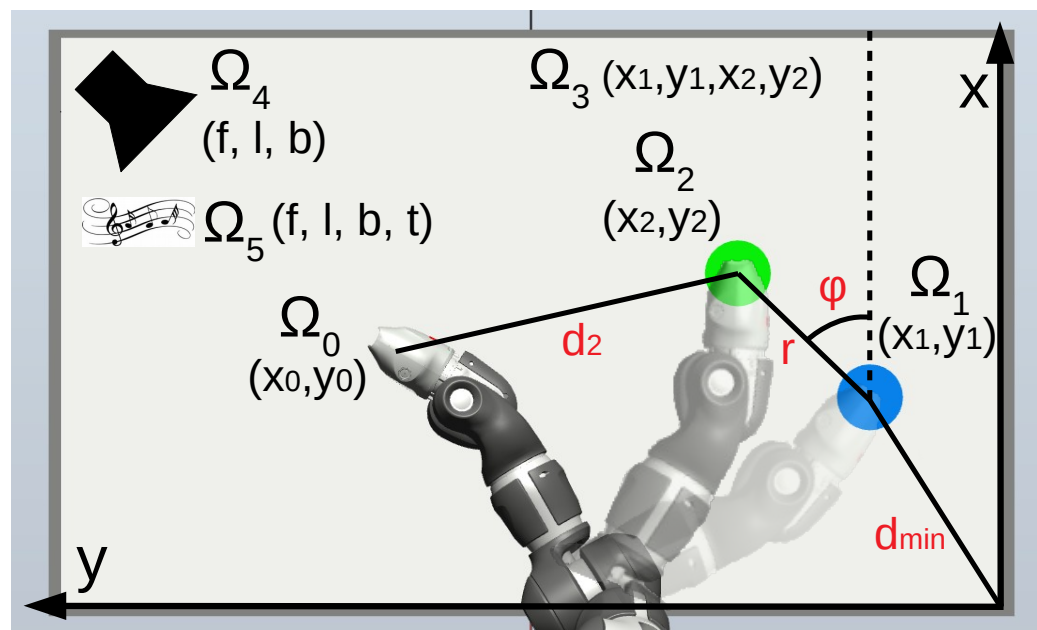 Ω4
(f, l, b)
Ω5 (f, l, b, t)
Ω3 (x1,y1,x2,y2)
x
Ω2
(x2,y2)
Ω1
(x1,y1)
φ
r
d2
Ω0
(x0,y0)
dmin
y